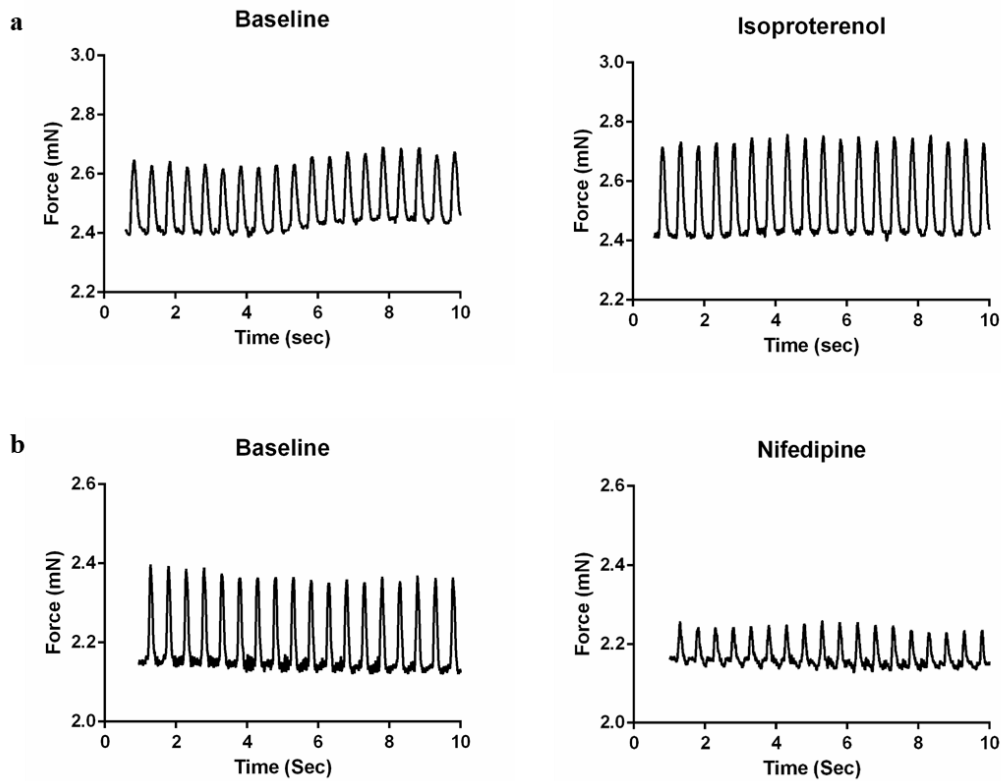 a
Baseline
3.0
2.8
2.6
2.4
2.2
Force (mN)
0 2 4 6 8 10
Time (sec)
Isoproterenol
3.0
2.8
2.6
2.4
2.2
Force (mN)
0 2 4 6 8 10
Time (sec)
b
Baseline
2.6
2.4
2.2
2.0
Force (mN)
0 2 4 6 8 10
Time (Sec)
Nifedipine
2.6
2.4
2.2
2.0
Force (mN)
0 2 4 6 8 10
Time (Sec)